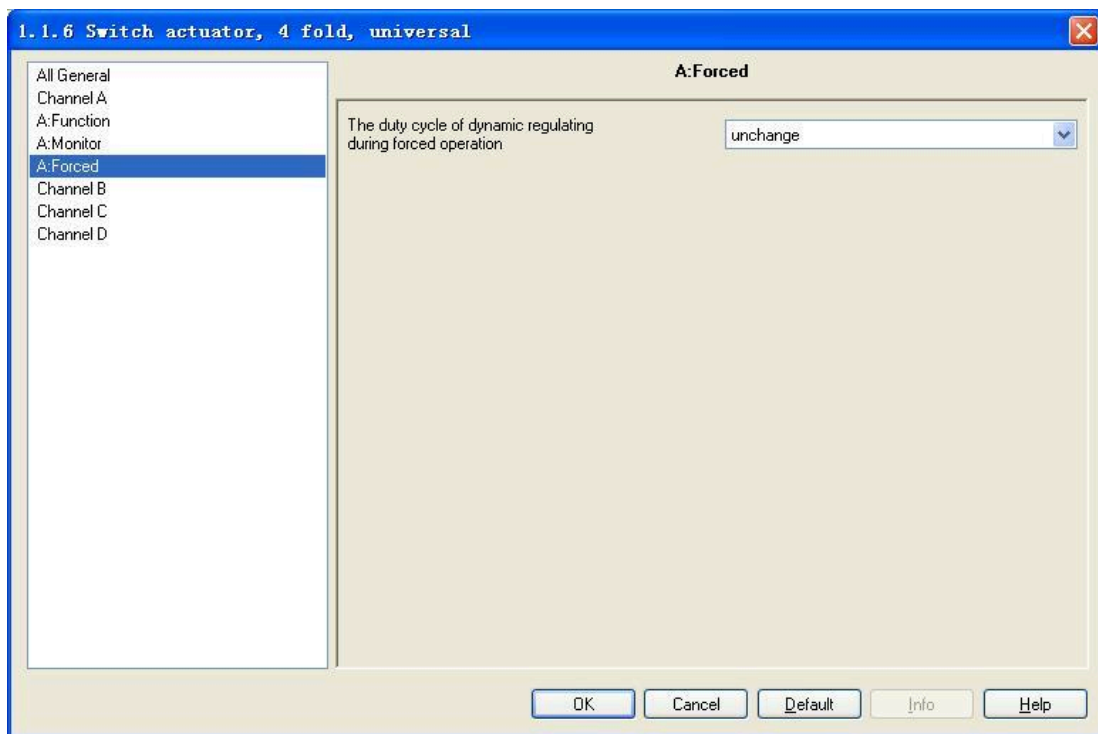 1.1.6 Switch actuator, 4 fold, universal
All General
Channel A
A:Function
A:Monitor
A:Forced
Channel B
Channel C
Channel D
A:Forced
The duty cycle of dynamic regulating
during forced operation
unchange
OK
Cancel
Default
Info
Help